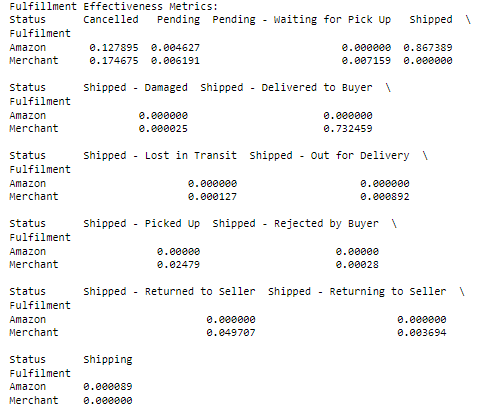 Fulfillment Effectiveness Metrics:
Status      Cancelled   Pending  Pending - Waiting for Pick Up   Shipped  \
Fulfilment
Amazon       0.127895  0.004627                       0.000000  0.867389
Merchant     0.174675  0.006191                       0.007159  0.000000
Status      Shipped - Damaged  Shipped - Delivered to Buyer  \
Fulfilment
Amazon               0.000000                      0.000000
Merchant             0.000025                      0.732459
Status      Shipped - Lost in Transit  Shipped - Out for Delivery  \
Fulfilment
Amazon                       0.000000                    0.000000
Merchant                     0.000127                    0.000892
Status      Shipped - Picked Up  Shipped - Rejected by Buyer  \
Fulfilment
Amazon                  0.00000                      0.00000
Merchant                0.02479                      0.00028
Status      Shipped - Returned to Seller  Shipped - Returning to Seller  \
Fulfilment
Amazon                          0.000000                       0.000000
Merchant                        0.049707                       0.003694
Status      Shipping
Fulfilment
Amazon      0.000089
Merchant    0.000000